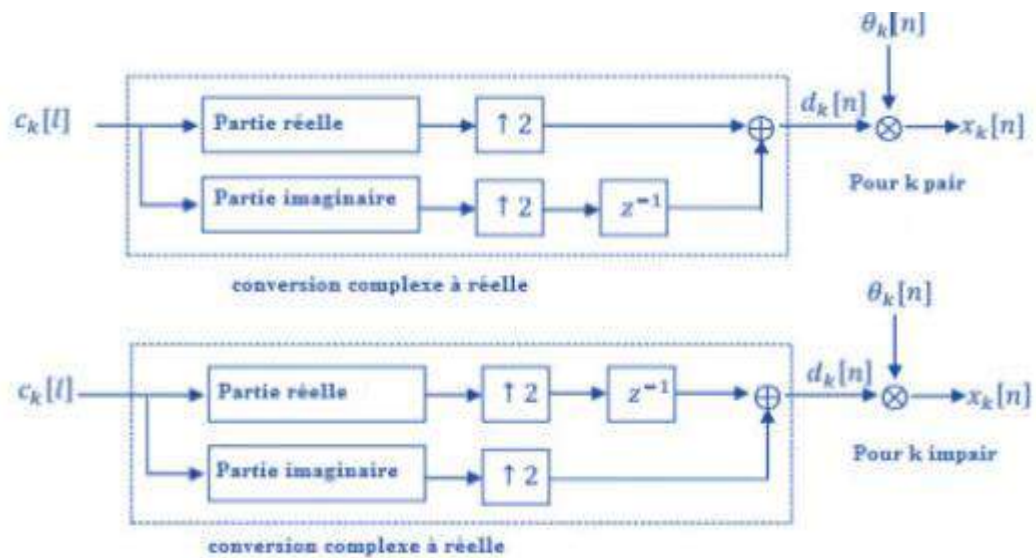 θₖ[n]
cₖ[l]
Partie réelle
↑ 2
⊕
dₖ[n]
⊗
xₖ[n]
Partie imaginaire
↑ 2
z⁻¹
Pour k pair
conversion complexe à réelle
θₖ[n]
cₖ[l]
Partie réelle
↑ 2
z⁻¹
⊕
dₖ[n]
⊗
xₖ[n]
Partie imaginaire
↑ 2
Pour k impair
conversion complexe à réelle